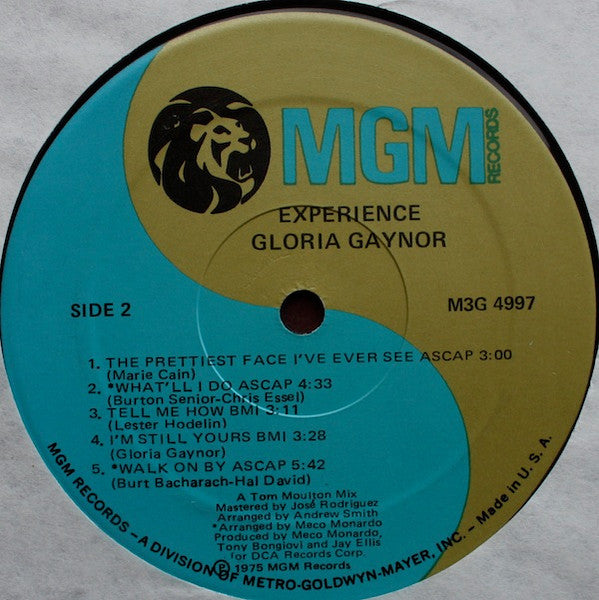 MGM
RECORDS
EXPERIENCE
GLORIA GAYNOR
SIDE 2
M3G 4997
1. THE PRETTIEST FACE I'VE EVER SEE ASCAP 3:00
(Marie Cain)
2. *WHAT'LL I DO ASCAP 4:33
(Burton Senior-Chris Essel)
3. TELL ME HOW BMI 3:11
(Lester Hodelin)
4. I'M STILL YOURS BMI 3:28
(Gloria Gaynor)
5. *WALK ON BY ASCAP 5:42
(Burt Bacharach-Hal David)
A Tom Moulton Mix
Mastered by José Rodriguez
Arranged by Andrew Smith
*Arranged by Meco Monardo
Produced by Meco Monardo,
Tony Bongiovi and Jay Ellis
for DCA Records Corp.
Ⓟ 1975 MGM Records
MGM RECORDS – A DIVISION OF METRO-GOLDWYN-MAYER, INC. – Made in U. S. A.